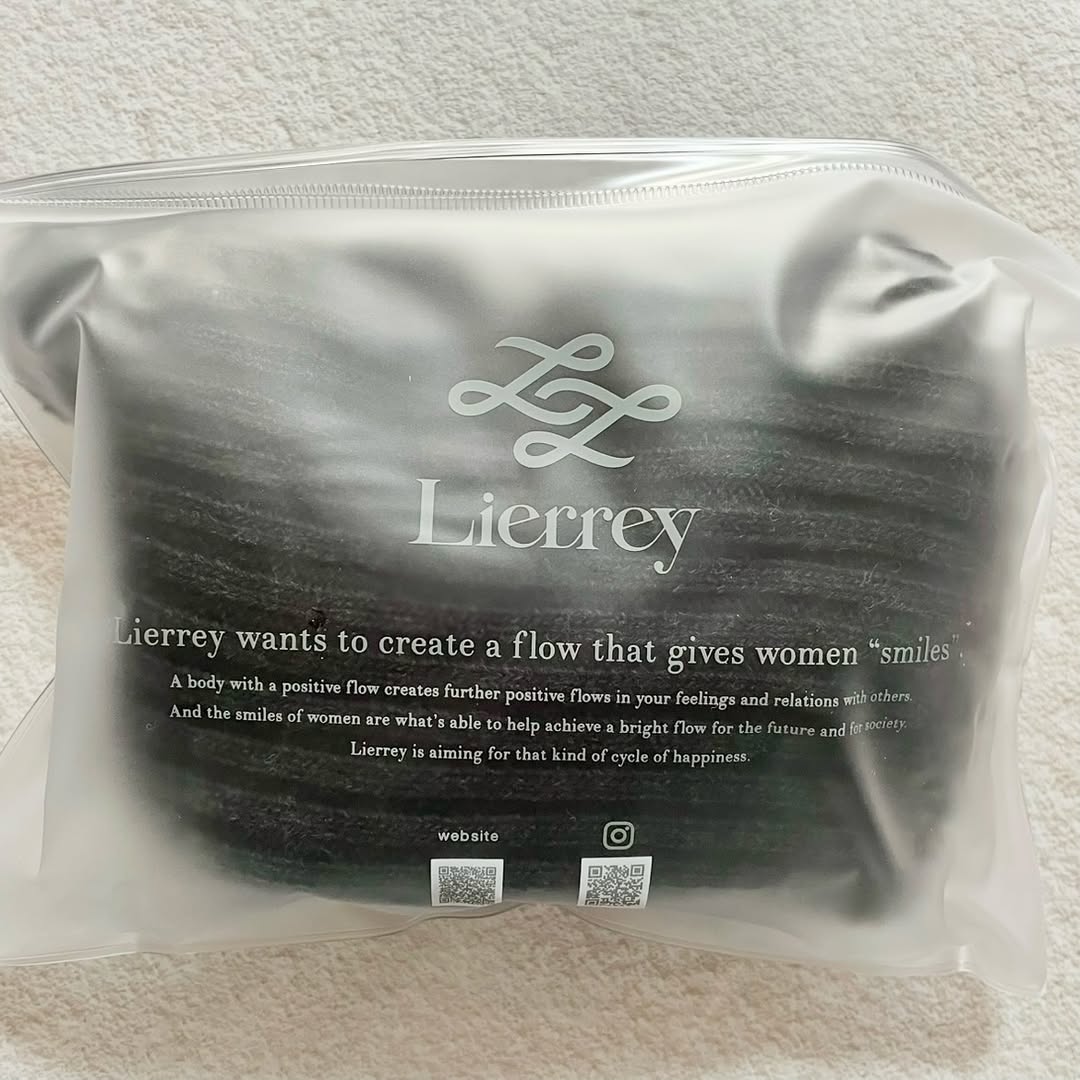 Lierrey
Lierrey wants to create a flow that gives women “smiles”.
A body with a positive flow creates further positive flows in your feelings and relations with others.
And the smiles of women are what's able to help achieve a bright flow for the future and for society.
Lierrey is aiming for that kind of cycle of happiness.
website